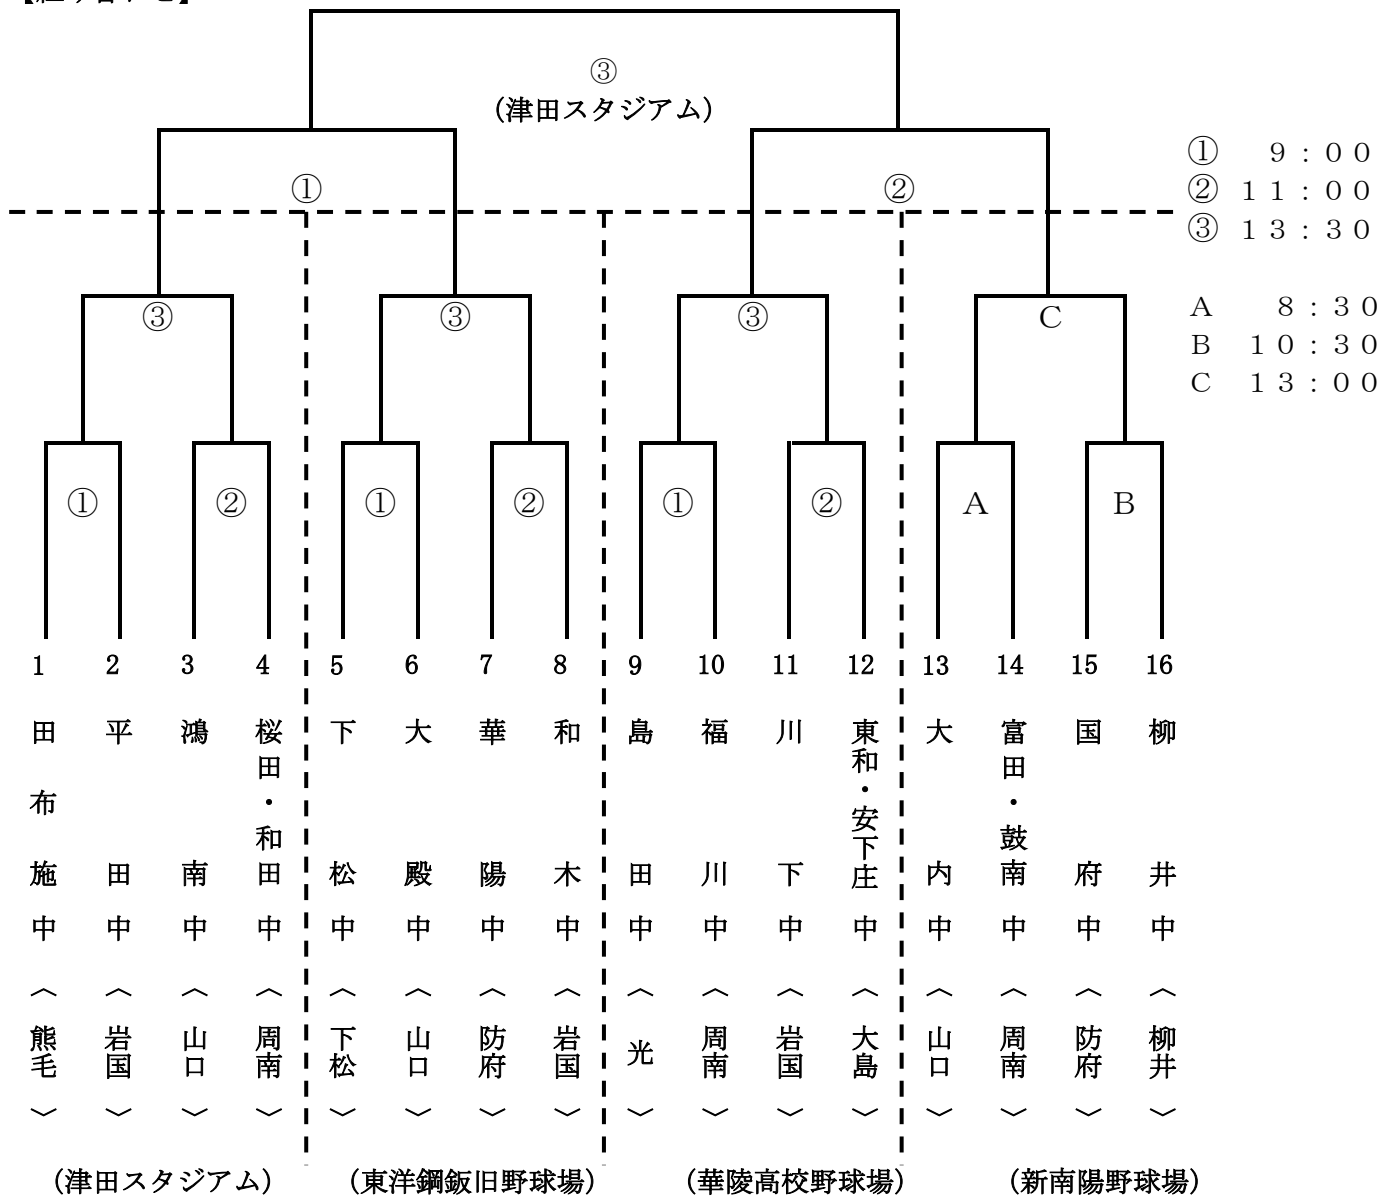 ③
（津田スタジアム）
① 9：00
② 11：00
③ 13：30
① ②
A 8：30
B 10：30
C 13：00
③ ③ ③ C
① ② ① ② ① ② A B
1 2 3 4 5 6 7 8 9 10 11 12 13 14 15 16
田布施中〈熊毛〉
平田中〈岩国〉
鴻南中〈山口〉
桜田・和田中〈周南〉
下松中〈下松〉
大殿中〈山口〉
華陽中〈防府〉
和木中〈岩国〉
島田中〈光〉
福川中〈周南〉
川下中〈岩国〉
東和・安下庄中〈大島〉
大内中〈山口〉
富田・鼓南中〈周南〉
国府中〈防府〉
柳井中〈柳井〉
（津田スタジアム） （東洋鋼鈑旧野球場） （華陵高校野球場） （新南陽野球場）